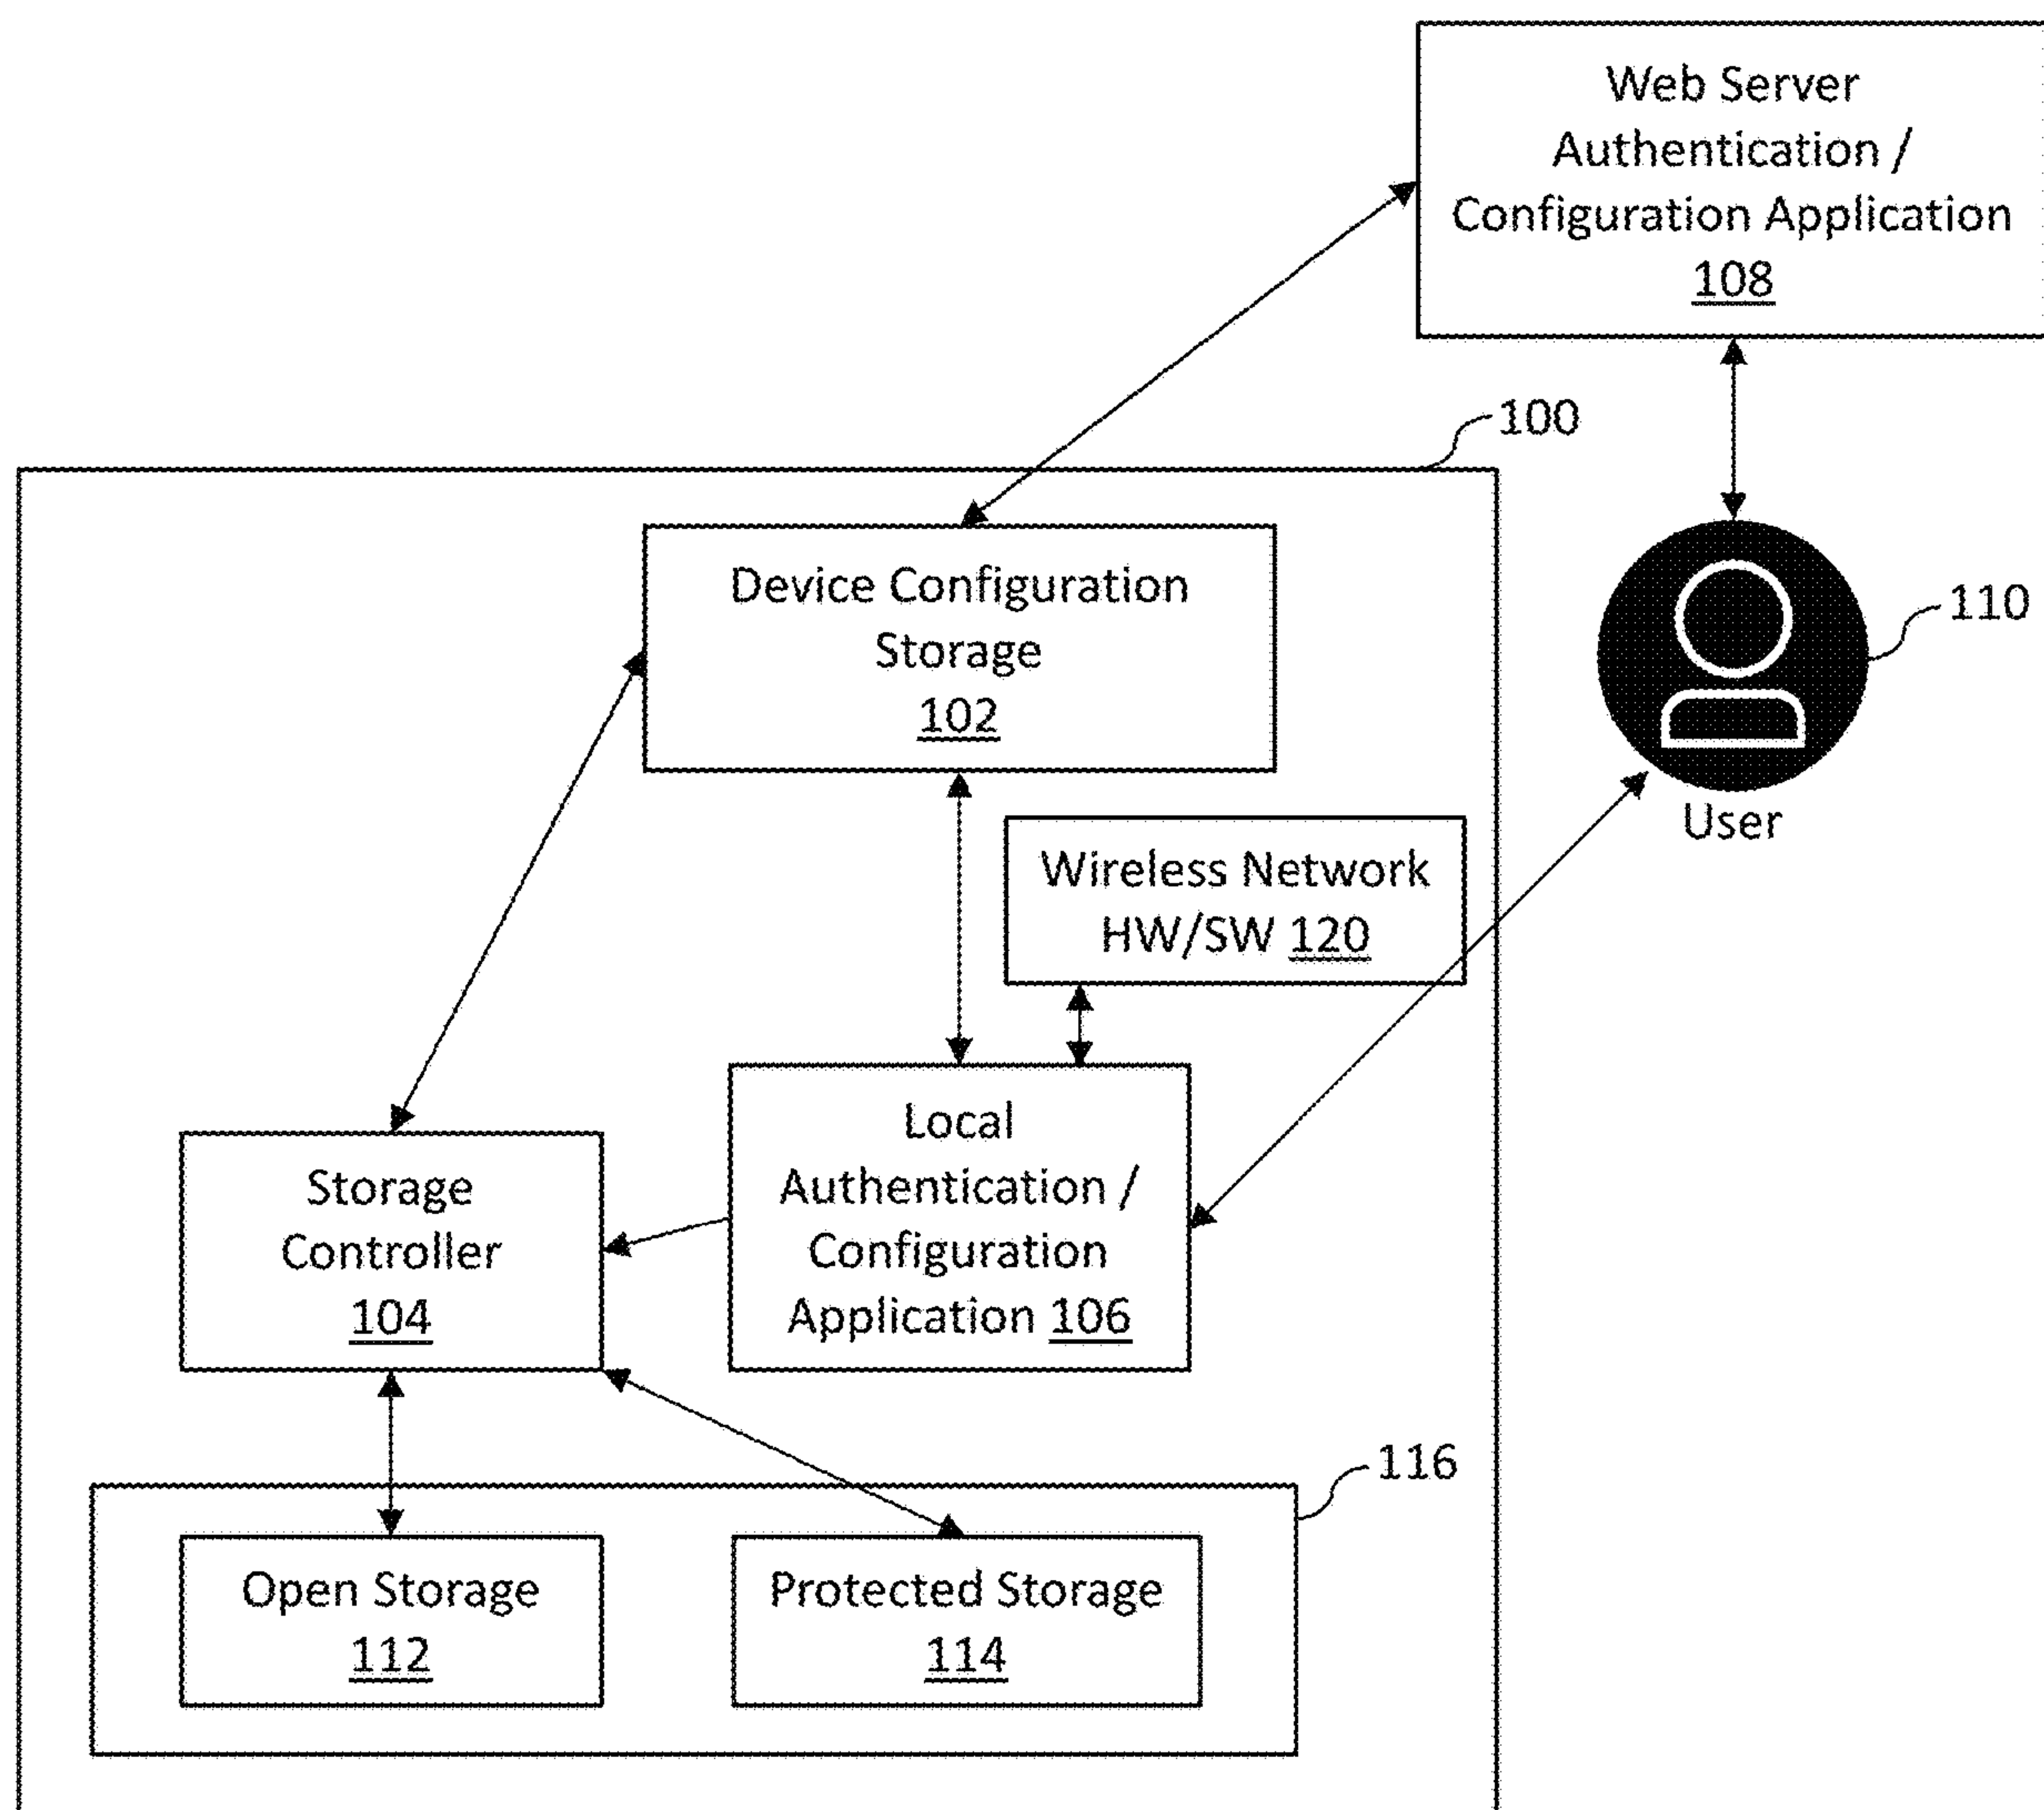 Web Server
Authentication /
Configuration Application
108
100
Device Configuration
Storage
102
110
User
Wireless Network
HW/SW 120
Local
Authentication /
Configuration
Application 106
Storage
Controller
104
116
Open Storage
112
Protected Storage
114